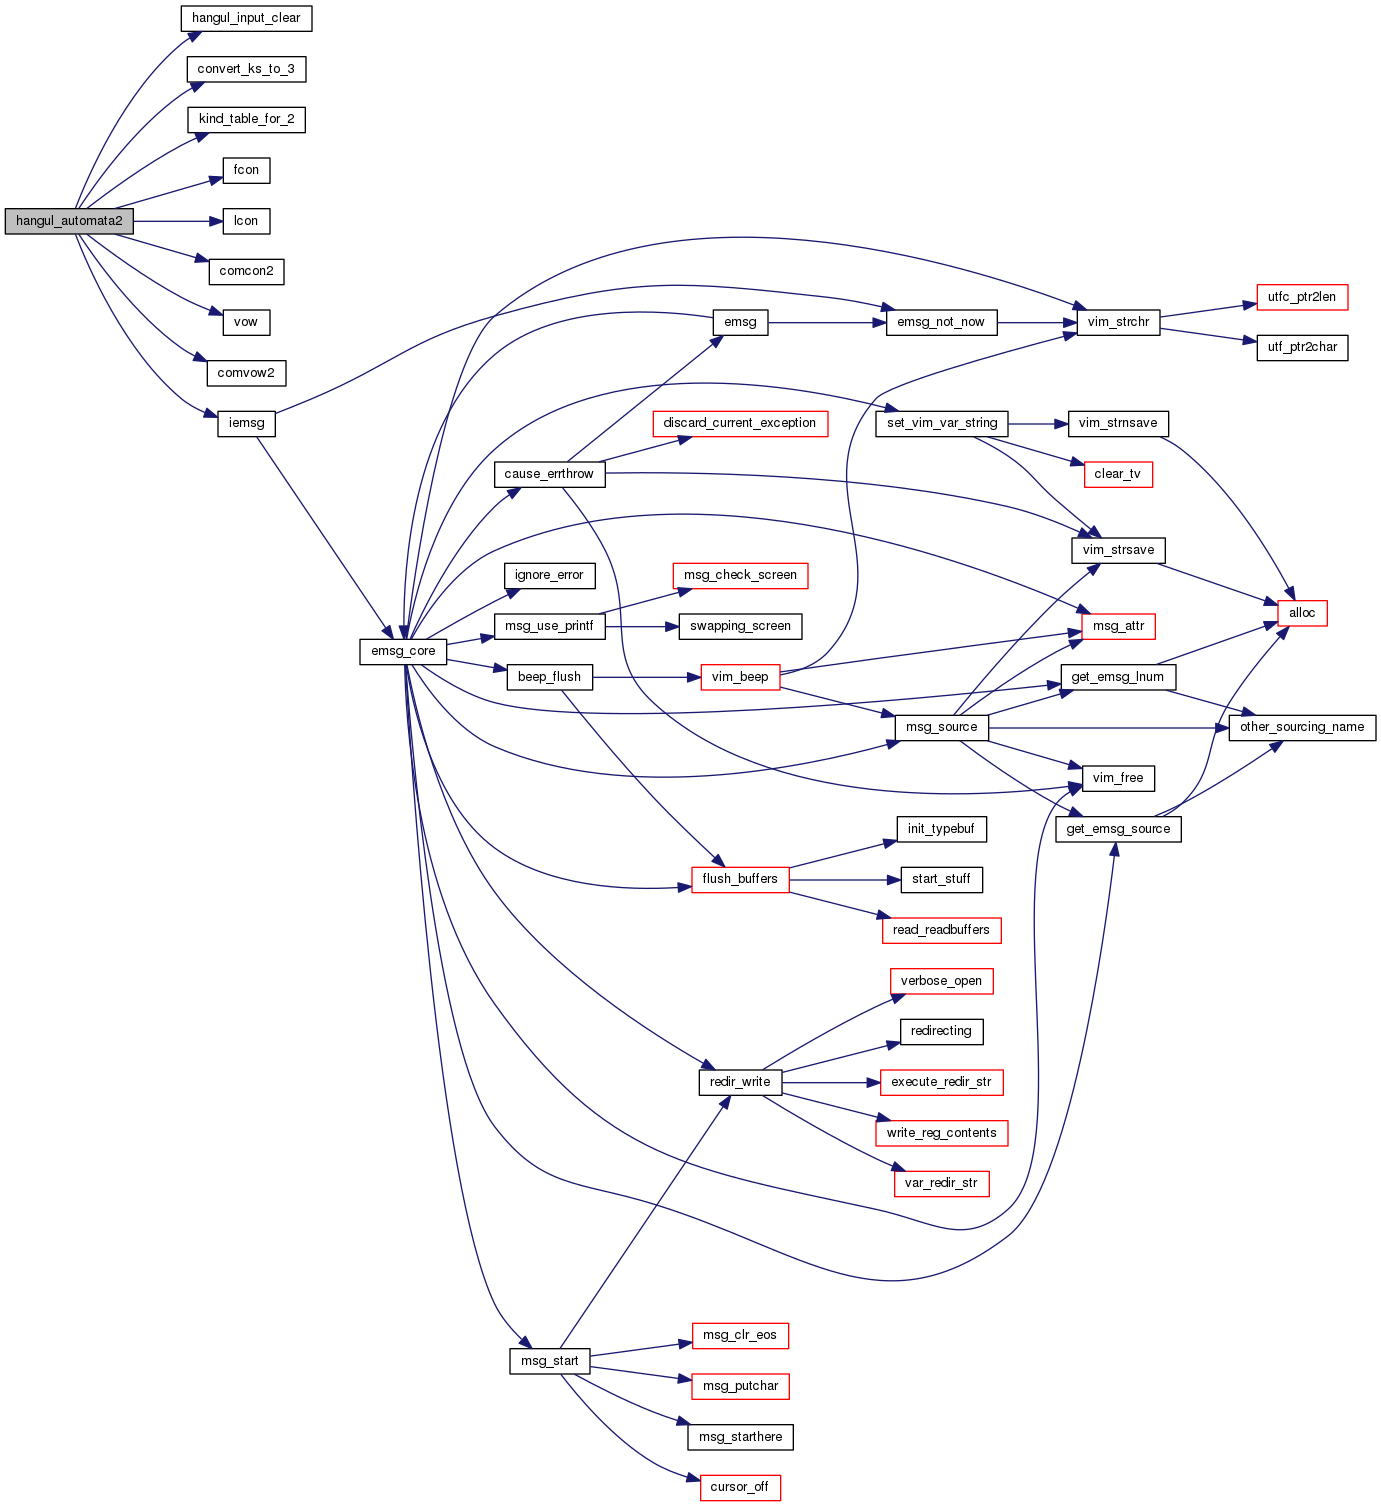 hangul_input_clear
convert_ks_to_3
kind_table_for_2
fcon
hangul_automata2
lcon
comcon2
vow
comvow2
iemsg
emsg
emsg_not_now
vim_strchr
utfc_ptr2len
utf_ptr2char
discard_current_exception
set_vim_var_string
vim_strnsave
cause_errthrow
clear_tv
vim_strsave
ignore_error
msg_check_screen
msg_use_printf
swapping_screen
msg_attr
alloc
emsg_core
beep_flush
vim_beep
get_emsg_lnum
msg_source
other_sourcing_name
vim_free
init_typebuf
get_emsg_source
flush_buffers
start_stuff
read_readbuffers
verbose_open
redirecting
redir_write
execute_redir_str
write_reg_contents
var_redir_str
msg_clr_eos
msg_start
msg_putchar
msg_starthere
cursor_off